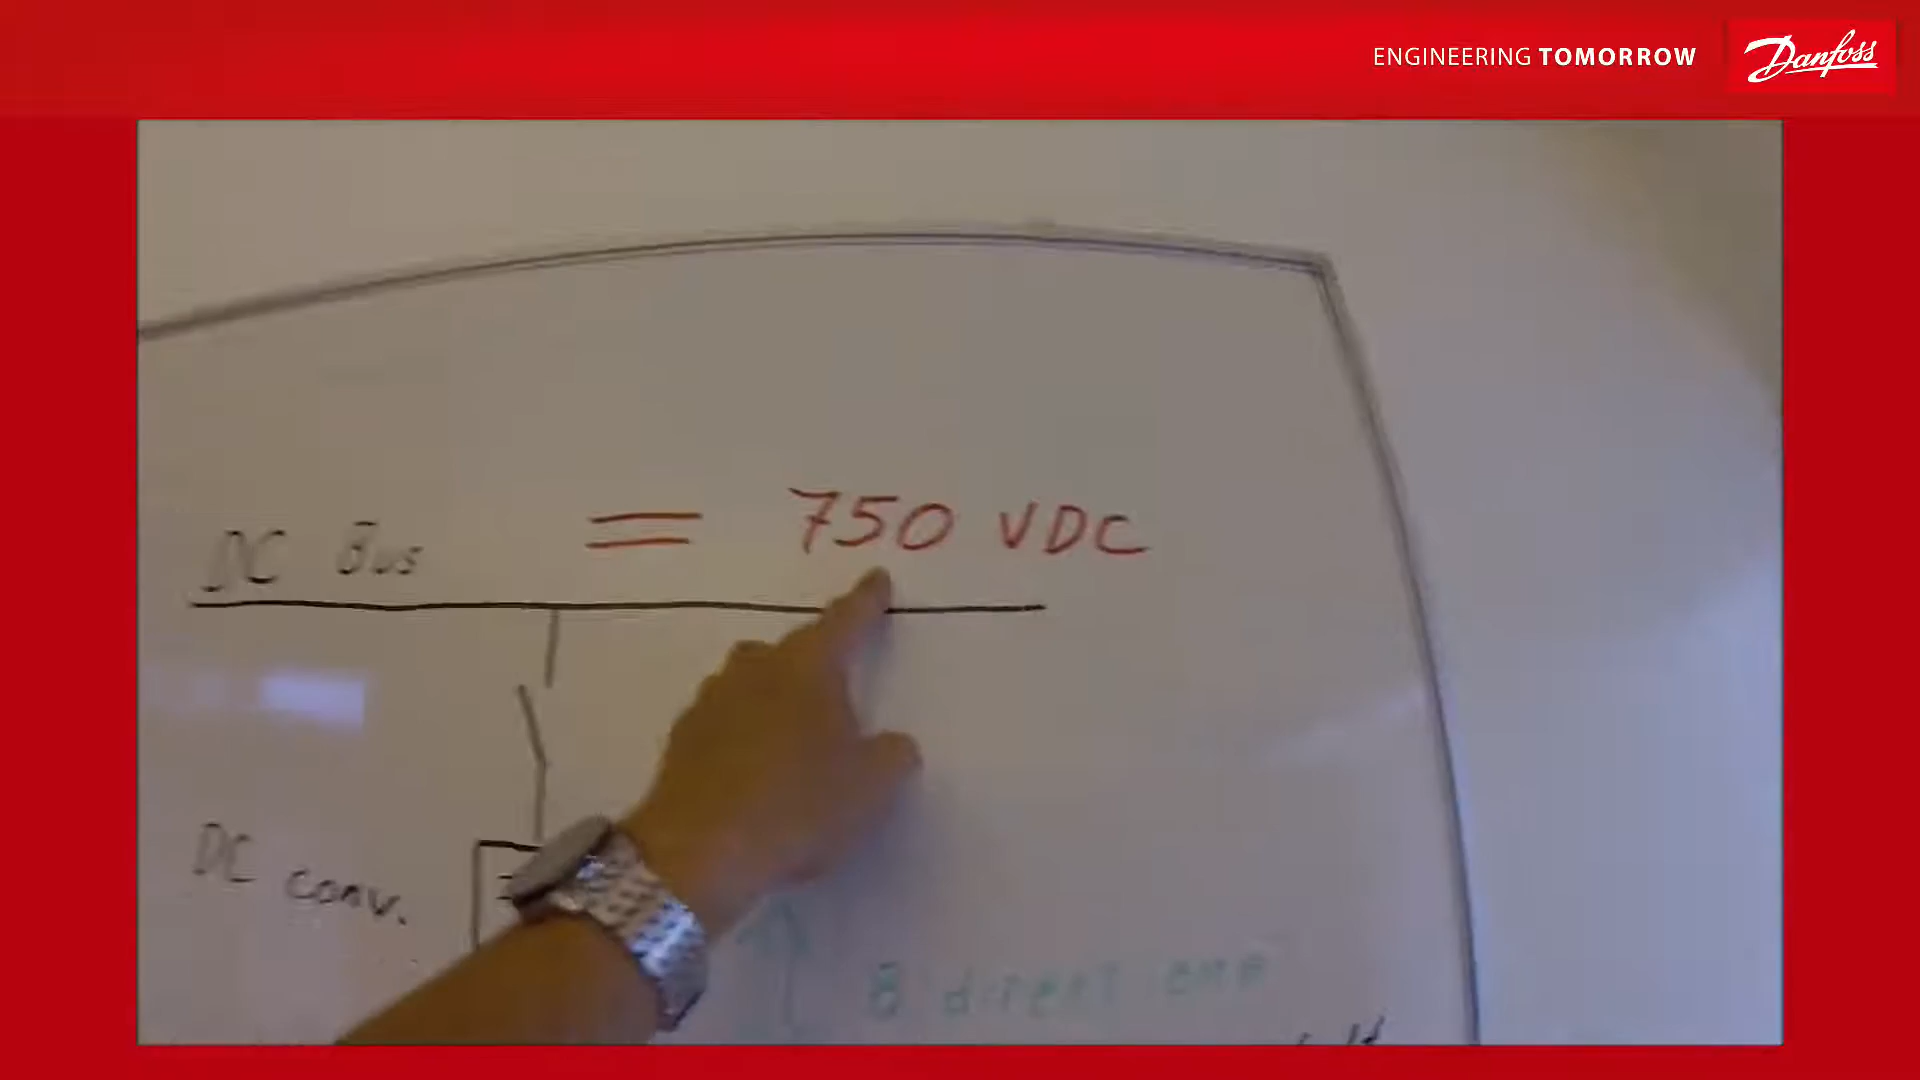 ENGINEERING TOMORROW
Danfoss
DC Bus = 750 VDC
DC conv.